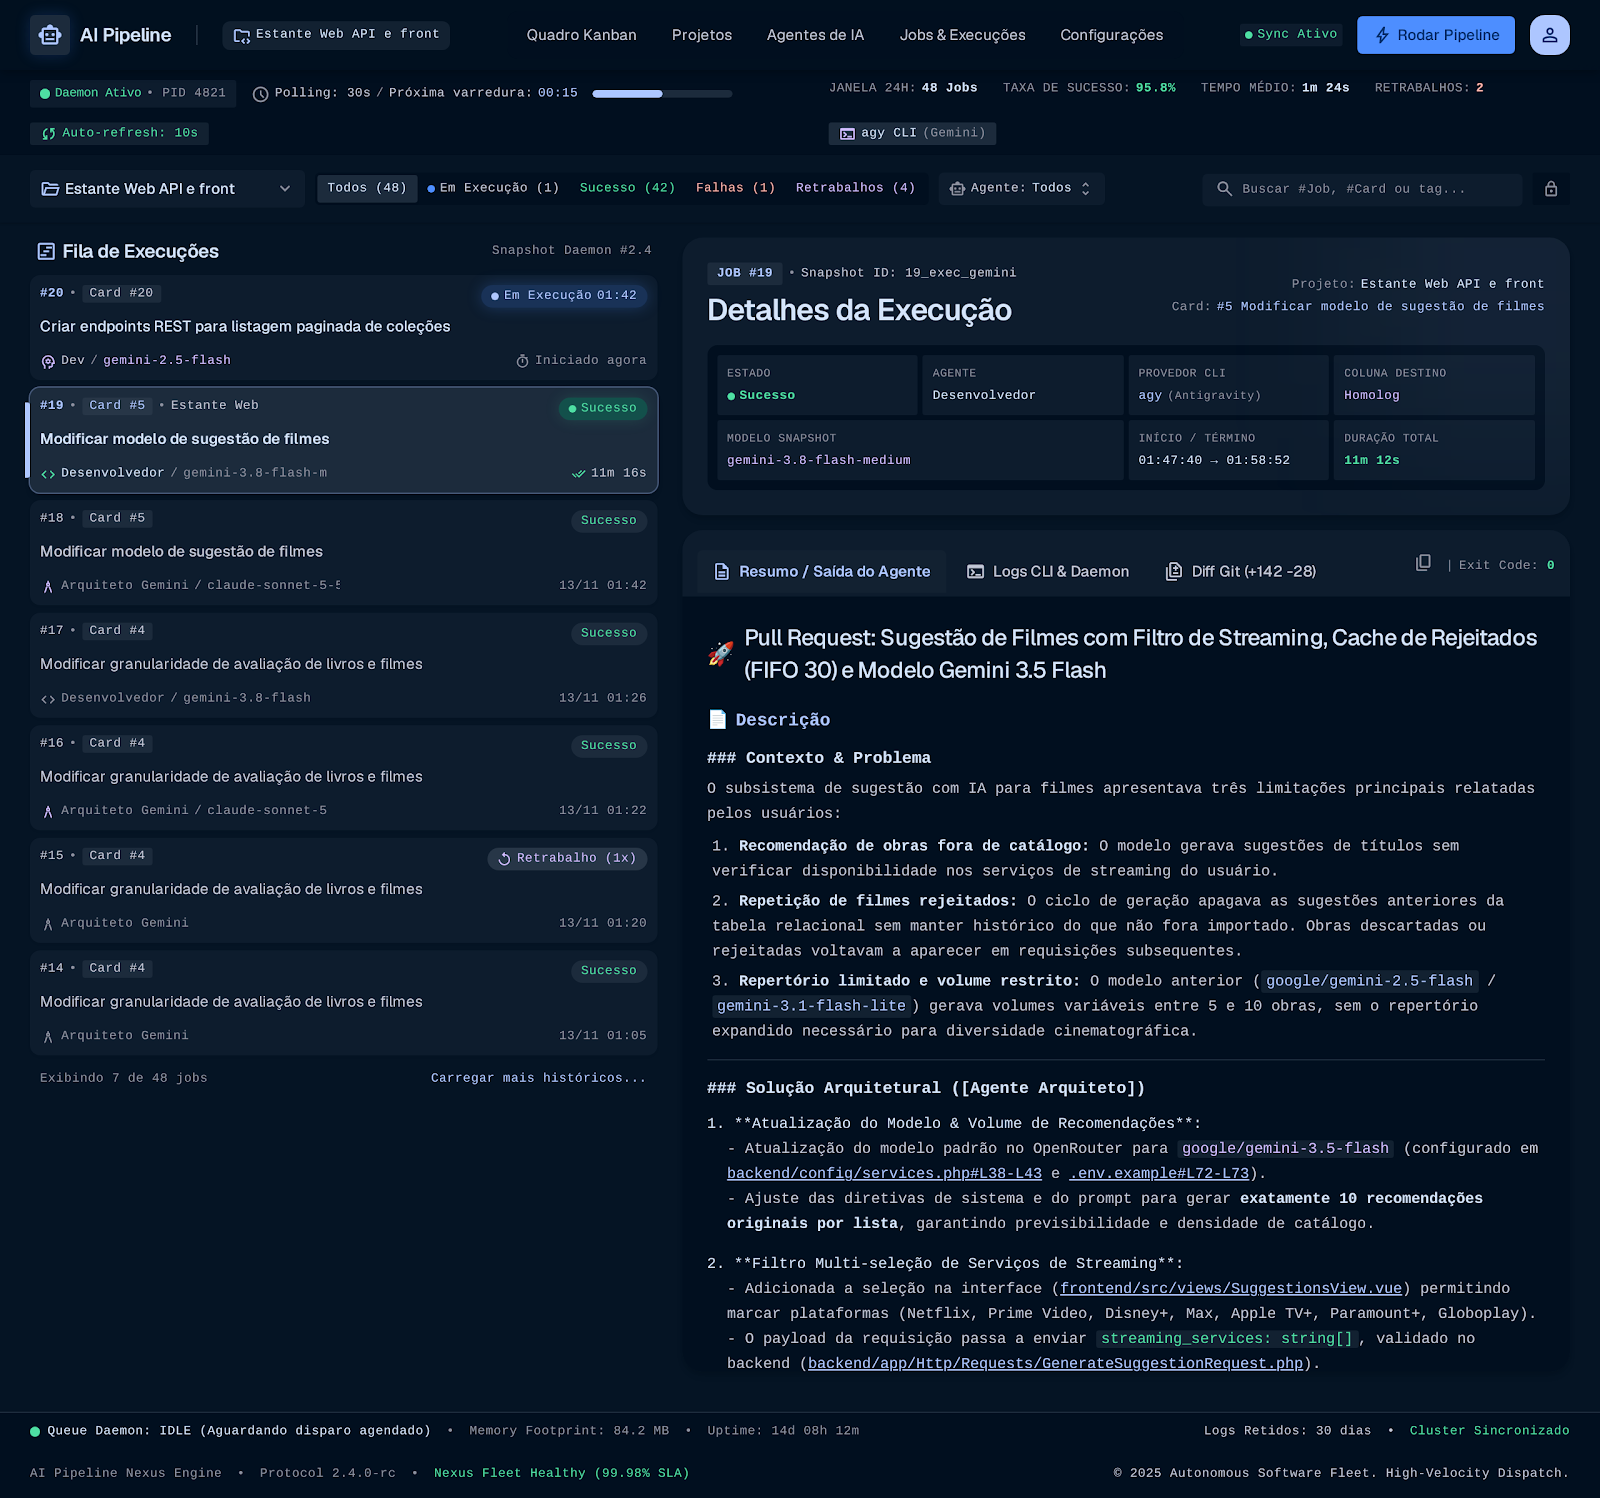 AI Pipeline
Estante Web API e front
Quadro Kanban
Projetos
Agentes de IA
Jobs & Execuções
Configurações
Sync Ativo
Rodar Pipeline
Daemon Ativo • PID 4821
Polling: 30s / Próxima varredura: 00:15
JANELA 24H: 48 Jobs
TAXA DE SUCESSO: 95.8%
TEMPO MÉDIO: 1m 24s
RETRABALHOS: 2
Auto-refresh: 10s
agy CLI (Gemini)
Estante Web API e front
Todos (48)
Em Execução (1)
Sucesso (42)
Falhas (1)
Retrabalhos (4)
Agente: Todos
Buscar #Job, #Card ou tag...
Fila de Execuções
Snapshot Daemon #2.4
#20 • Card #20
Em Execução 01:42
Criar endpoints REST para listagem paginada de coleções
Dev / gemini-2.5-flash
Iniciado agora
#19 • Card #5 • Estante Web
Sucesso
Modificar modelo de sugestão de filmes
Desenvolvedor / gemini-3.8-flash-m
11m 16s
#18 • Card #5
Sucesso
Modificar modelo de sugestão de filmes
Arquiteto Gemini / claude-sonnet-5-5
13/11 01:42
#17 • Card #4
Sucesso
Modificar granularidade de avaliação de livros e filmes
Desenvolvedor / gemini-3.8-flash
13/11 01:26
#16 • Card #4
Sucesso
Modificar granularidade de avaliação de livros e filmes
Arquiteto Gemini / claude-sonnet-5
13/11 01:22
#15 • Card #4
Retrabalho (1x)
Modificar granularidade de avaliação de livros e filmes
Arquiteto Gemini
13/11 01:20
#14 • Card #4
Sucesso
Modificar granularidade de avaliação de livros e filmes
Arquiteto Gemini
13/11 01:05
Exibindo 7 de 48 jobs
Carregar mais históricos...
JOB #19 • Snapshot ID: 19_exec_gemini
Detalhes da Execução
Projeto: Estante Web API e front
Card: #5 Modificar modelo de sugestão de filmes
ESTADO
Sucesso
AGENTE
Desenvolvedor
PROVEDOR CLI
agy (Antigravity)
COLUNA DESTINO
Homolog
MODELO SNAPSHOT
gemini-3.8-flash-medium
INÍCIO / TÉRMINO
01:47:40 → 01:58:52
DURAÇÃO TOTAL
11m 12s
Resumo / Saída do Agente
Logs CLI & Daemon
Diff Git (+142 -28)
| Exit Code: 0
🚀 Pull Request: Sugestão de Filmes com Filtro de Streaming, Cache de Rejeitados
(FIFO 30) e Modelo Gemini 3.5 Flash
📄 Descrição
### Contexto & Problema
O subsistema de sugestão com IA para filmes apresentava três limitações principais relatadas
pelos usuários:
1. Recomendação de obras fora de catálogo: O modelo gerava sugestões de títulos sem
verificar disponibilidade nos serviços de streaming do usuário.
2. Repetição de filmes rejeitados: O ciclo de geração apagava as sugestões anteriores da
tabela relacional sem manter histórico do que não fora importado. Obras descartadas ou
rejeitadas voltavam a aparecer em requisições subsequentes.
3. Repertório limitado e volume restrito: O modelo anterior (google/gemini-2.5-flash /
gemini-3.1-flash-lite) gerava volumes variáveis entre 5 e 10 obras, sem o repertório
expandido necessário para diversidade cinematográfica.
### Solução Arquitetural ([Agente Arquiteto])
1. **Atualização do Modelo & Volume de Recomendações**:
- Atualização do modelo padrão no OpenRouter para google/gemini-3.5-flash (configurado em
backend/config/services.php#L38-L43 e .env.example#L72-L73).
- Ajuste das diretivas de sistema e do prompt para gerar exatamente 10 recomendações
originais por lista, garantindo previsibilidade e densidade de catálogo.
2. **Filtro Multi-seleção de Serviços de Streaming**:
- Adicionada a seleção na interface (frontend/src/views/SuggestionsView.vue) permitindo
marcar plataformas (Netflix, Prime Video, Disney+, Max, Apple TV+, Paramount+, Globoplay).
- O payload da requisição passa a enviar streaming_services: string[], validado no
backend (backend/app/Http/Requests/GenerateSuggestionRequest.php).
Queue Daemon: IDLE (Aguardando disparo agendado) • Memory Footprint: 84.2 MB • Uptime: 14d 08h 12m
Logs Retidos: 30 dias • Cluster Sincronizado
AI Pipeline Nexus Engine • Protocol 2.4.0-rc • Nexus Fleet Healthy (99.98% SLA)
© 2025 Autonomous Software Fleet. High-Velocity Dispatch.